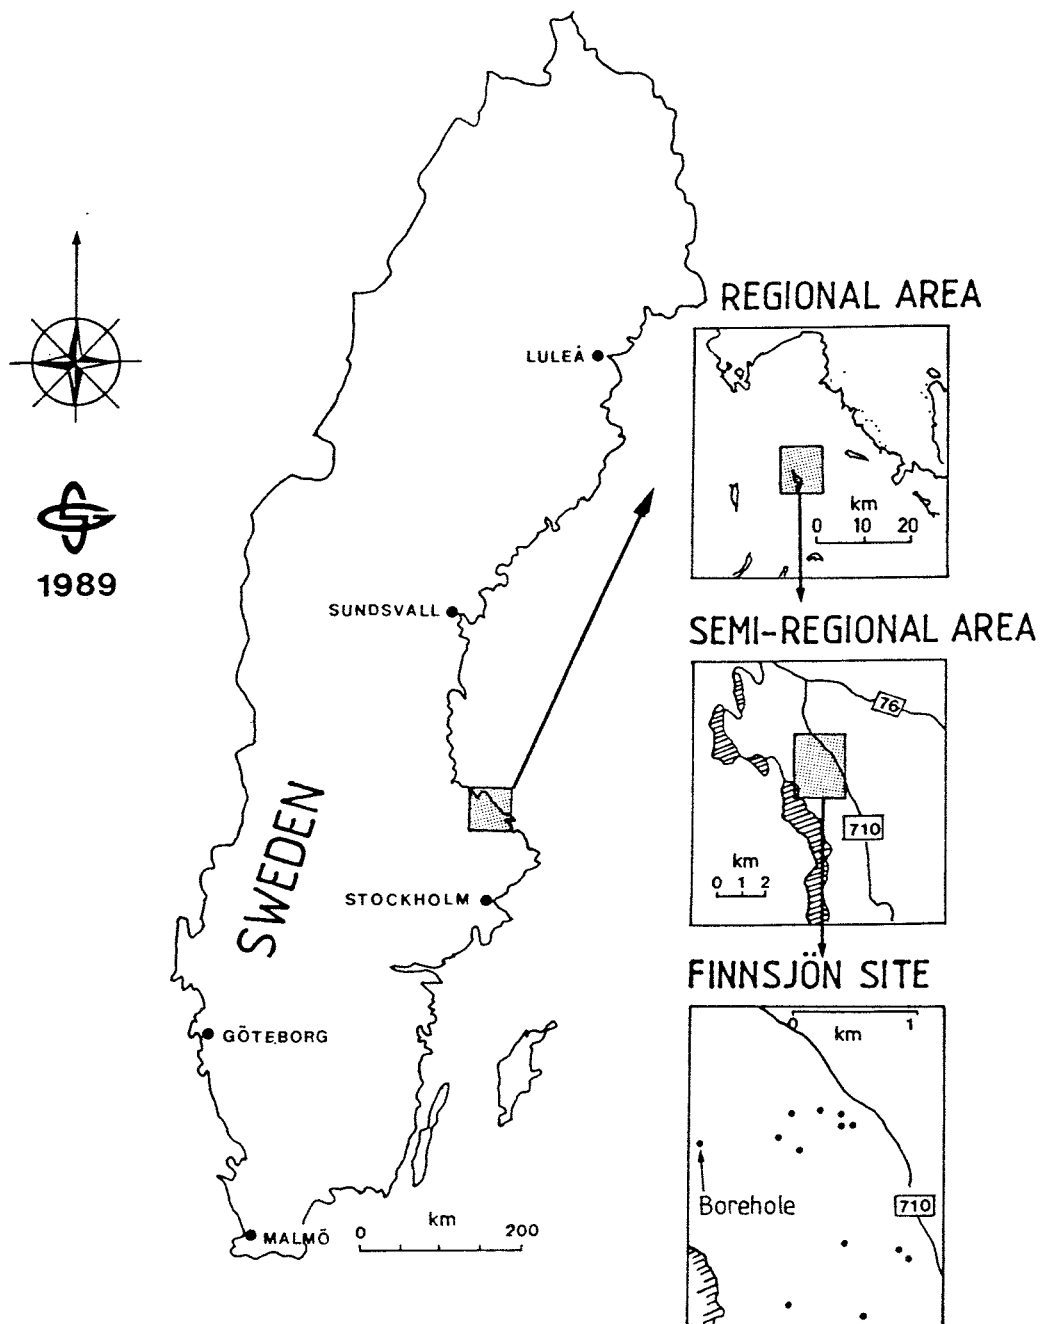 REGIONAL AREA
LULEÅ
km
0 10 20
1989
SUNDSVALL
SEMI-REGIONAL AREA
76
710
km
0 1 2
SWEDEN
STOCKHOLM
FINNSJÖN SITE
0 1
km
GÖTEBORG
Borehole
710
km
0 200
MALMÖ